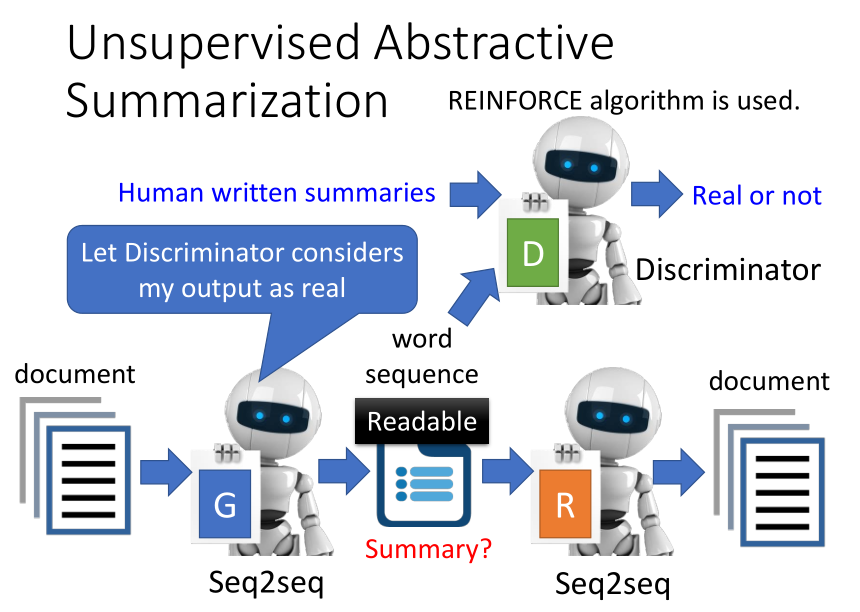 Unsupervised Abstractive
Summarization
REINFORCE algorithm is used.
Human written summaries
Real or not
Let Discriminator considers
my output as real
D
Discriminator
word
sequence
document
document
Readable
G
R
Summary?
Seq2seq
Seq2seq